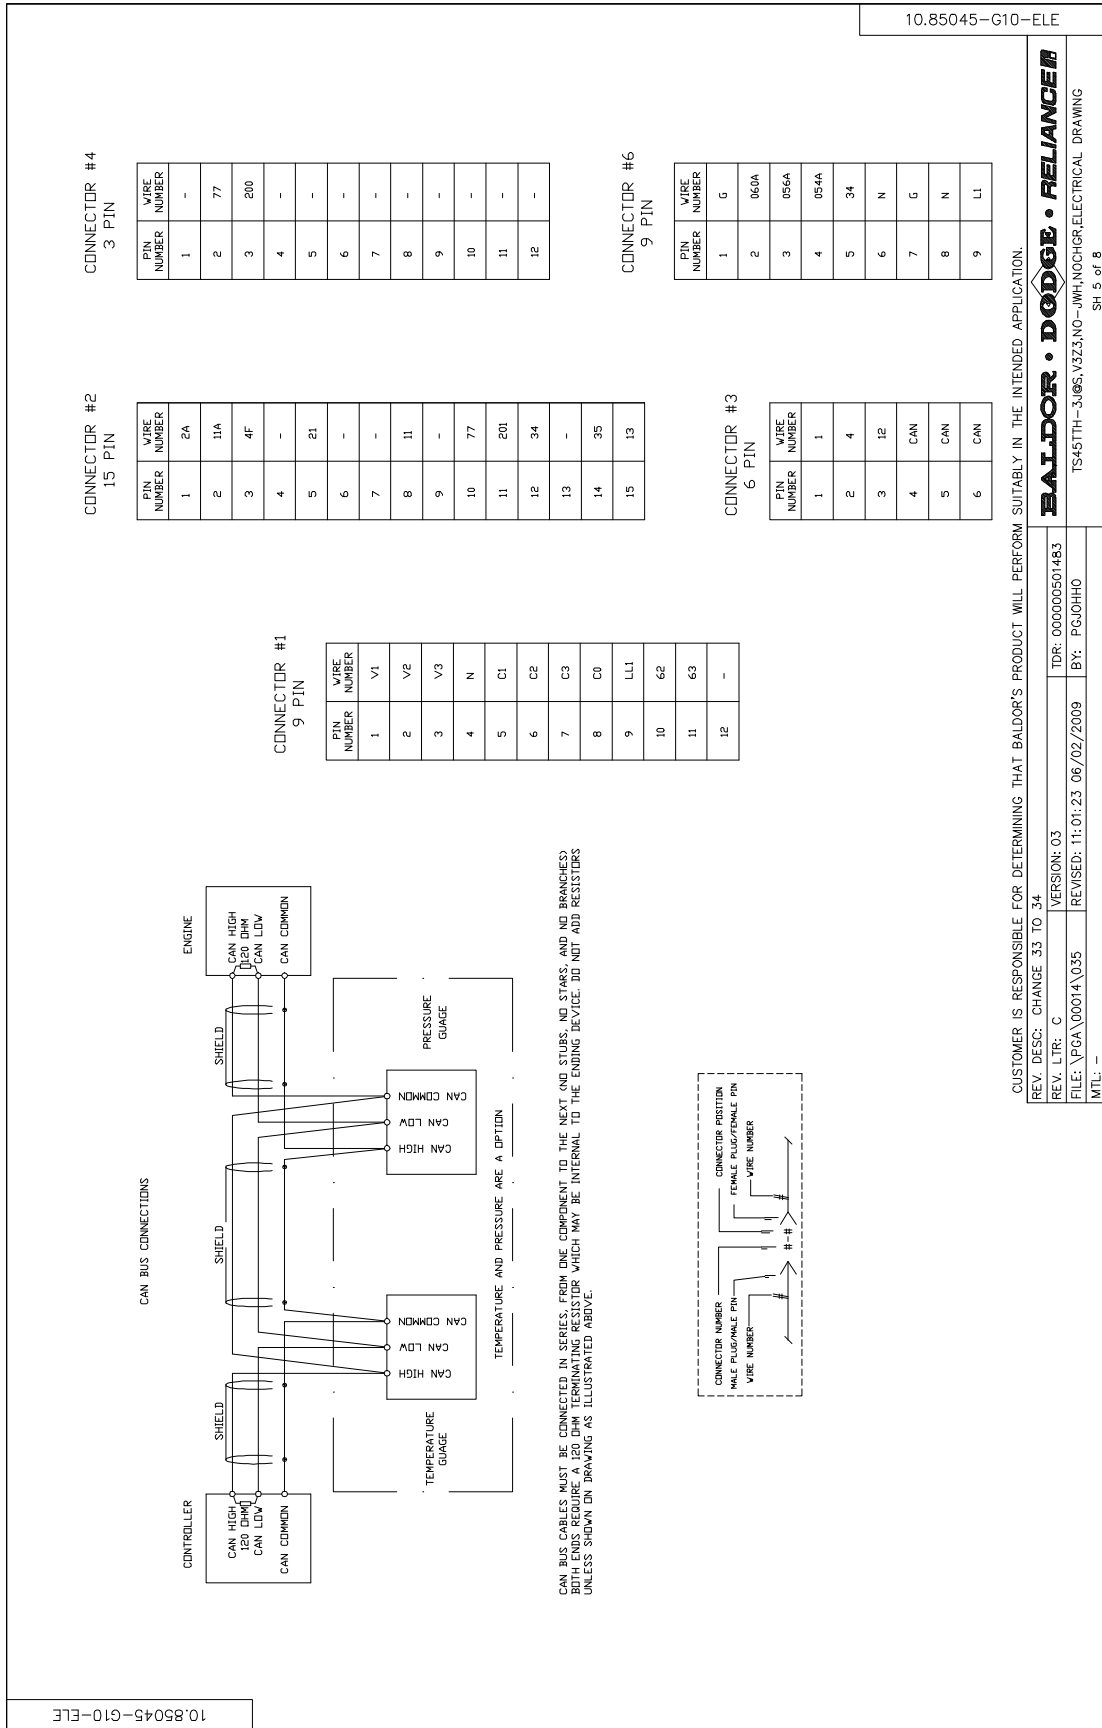 10.85045-G10-ELE
10.85045-G10-ELE
CAN BUS CONNECTIONS
CONTROLLER
CAN HIGH
120 OHM
CAN LOW
CAN COMMON
SHIELD
SHIELD
SHIELD
ENGINE
CAN HIGH
120 OHM
CAN LOW
CAN COMMON
TEMPERATURE
GUAGE
CAN HIGH
CAN LOW
CAN COMMON
CAN HIGH
CAN LOW
CAN COMMON
PRESSURE
GUAGE
TEMPERATURE AND PRESSURE ARE A OPTION
CAN BUS CABLES MUST BE CONNECTED IN SERIES, FROM ONE COMPONENT TO THE NEXT (NO STUBS, NO STARS, AND NO BRANCHES)
BOTH ENDS REQUIRE A 120 OHM TERMINATING RESISTOR WHICH MAY BE INTERNAL TO THE ENDING DEVICE. DO NOT ADD RESISTORS
UNLESS SHOWN ON DRAWING AS ILLUSTRATED ABOVE.
CONNECTOR NUMBER
MALE PLUG/MALE PIN
WIRE NUMBER
#-#
CONNECTOR POSITION
FEMALE PLUG/FEMALE PIN
WIRE NUMBER
CONNECTOR #1
9 PIN
PIN NUMBER WIRE NUMBER
1 V1
2 V2
3 V3
4 N
5 C1
6 C2
7 C3
8 C0
9 LL1
10 62
11 63
12 -
CONNECTOR #2
15 PIN
PIN NUMBER WIRE NUMBER
1 2A
2 11A
3 4F
4 -
5 21
6 -
7 -
8 11
9 -
10 77
11 201
12 34
13 -
14 35
15 13
CONNECTOR #4
3 PIN
PIN NUMBER WIRE NUMBER
1 -
2 77
3 200
4 -
5 -
6 -
7 -
8 -
9 -
10 -
11 -
12 -
CONNECTOR #3
6 PIN
PIN NUMBER WIRE NUMBER
1 1
2 4
3 12
4 CAN
5 CAN
6 CAN
CONNECTOR #6
9 PIN
PIN NUMBER WIRE NUMBER
1 G
2 060A
3 056A
4 054A
5 34
6 N
7 G
8 N
9 L1
CUSTOMER IS RESPONSIBLE FOR DETERMINING THAT BALDOR'S PRODUCT WILL PERFORM SUITABLY IN THE INTENDED APPLICATION.
REV. DESC: CHANGE 33 TO 34
REV. LTR: C VERSION: 03 TDR: 000000501483
FILE: \PGA\00014\035 REVISED: 11:01:23 06/02/2009 BY: PGJOHHO
MTL: -
BALDOR • DODGE • RELIANCE
TS45TTH-3J@S,V3Z3,NO-JWH,NOCHGR,ELECTRICAL DRAWING
SH 5 of 8